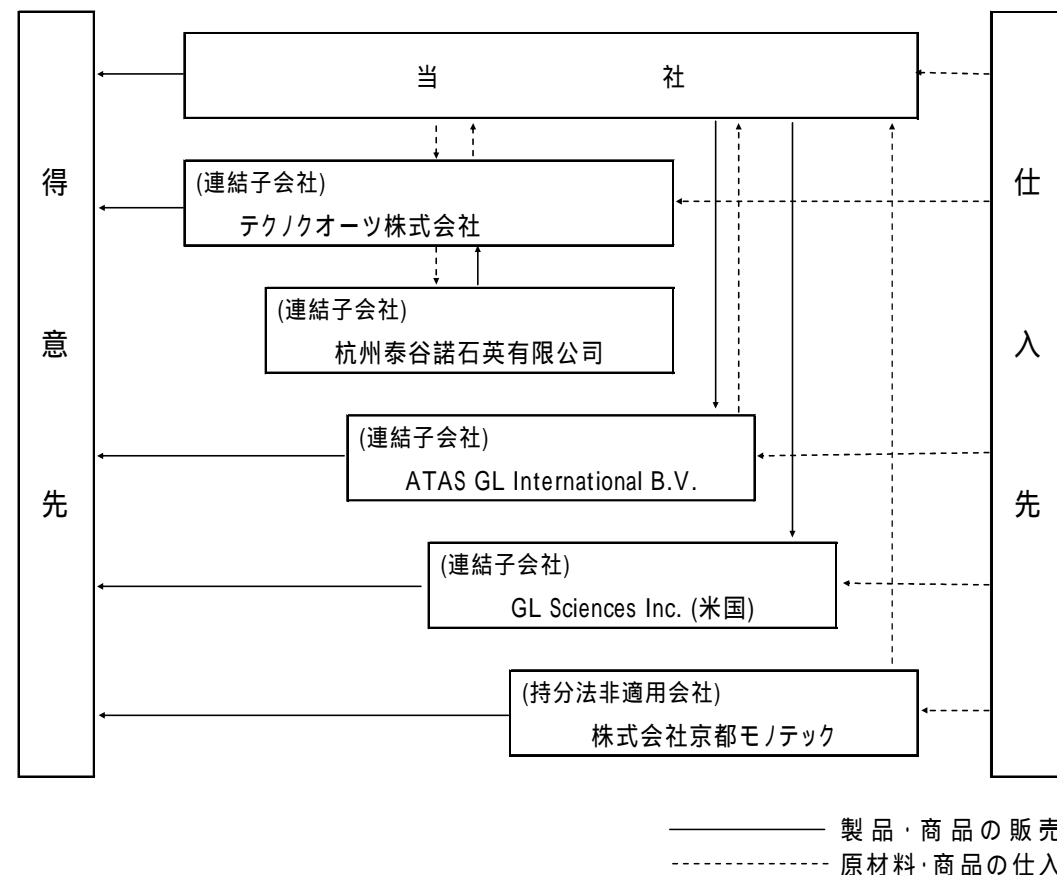 当社
(連結子会社)
テクノクオーツ株式会社
(連結子会社)
杭州泰谷諾石英有限公司
(連結子会社)
ATAS GL International B.V.
(連結子会社)
GL Sciences Inc. (米国)
(持分法非適用会社)
株式会社京都モノテック
得意先
仕入先
製品・商品の販売
原材料・商品の仕入